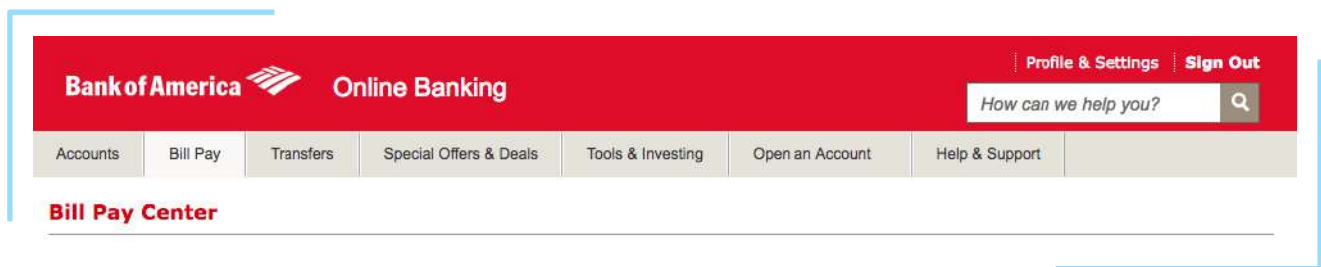 Profile & Settings Sign Out
Bank of America Online Banking
How can we help you?
Accounts Bill Pay Transfers Special Offers & Deals Tools & Investing Open an Account Help & Support
Bill Pay Center